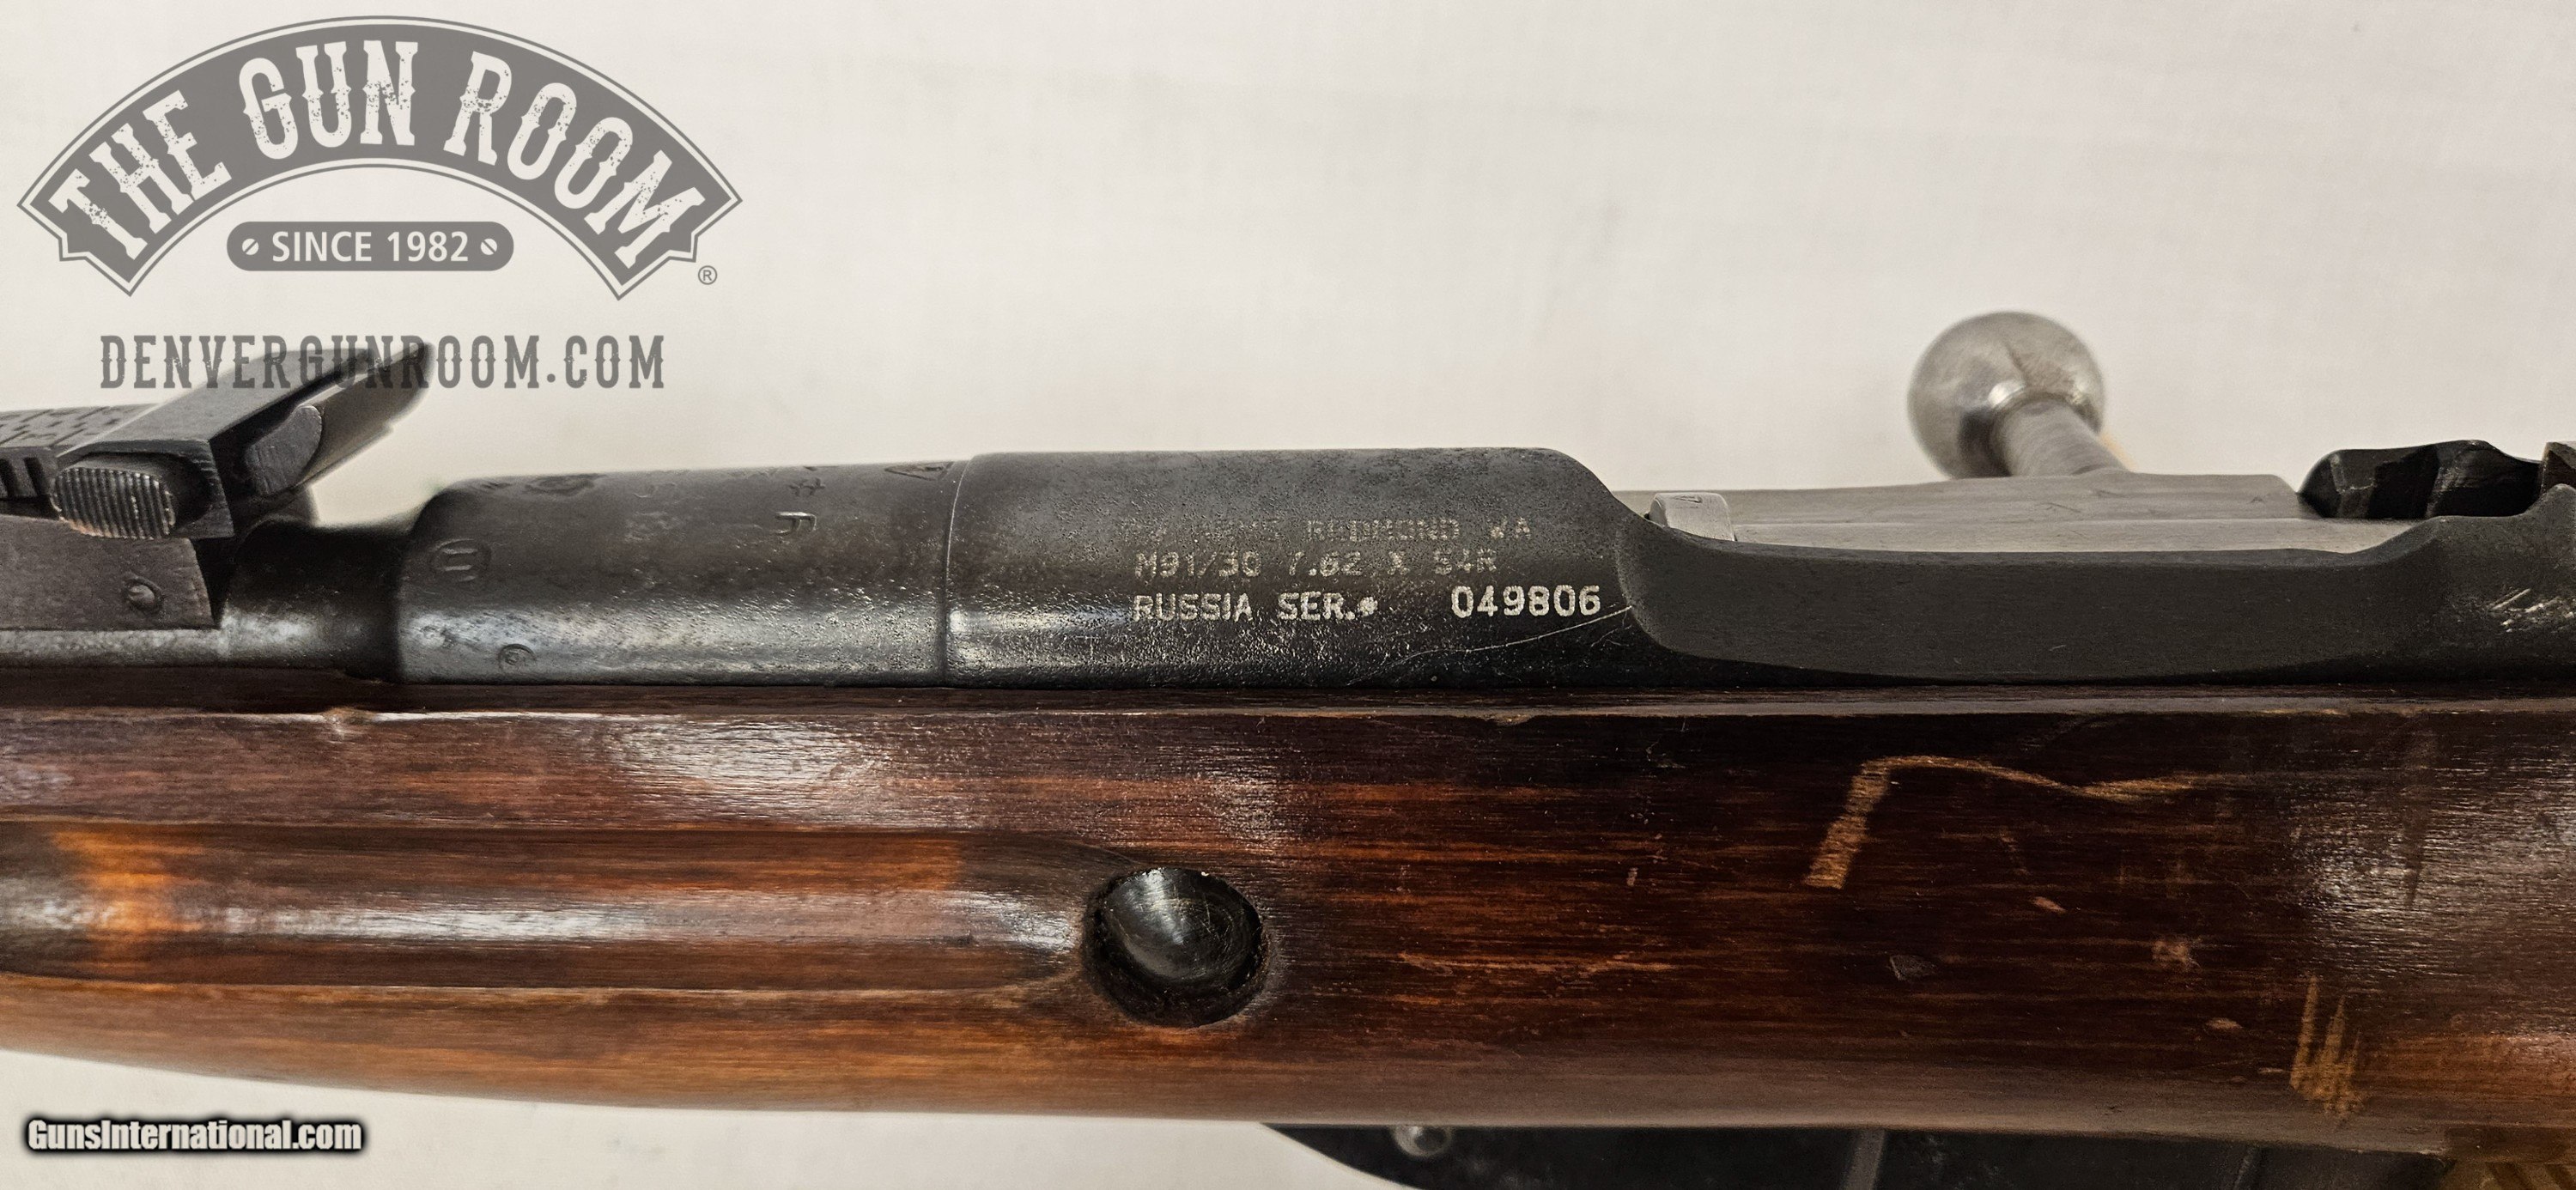 THE GUN ROOM
SINCE 1982
®
DENVERGUNROOM.COM
REDMOND WA
M91/30 7.62 X 54R
RUSSIA SER.# 049806
GunsInternational.com